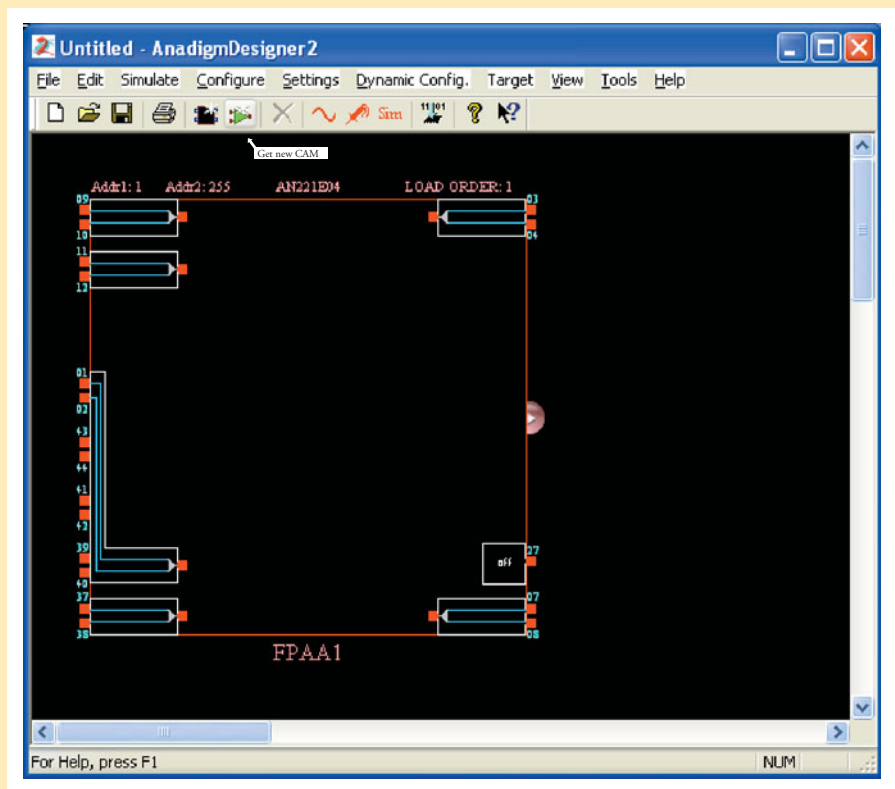 Untitled - AnadigmDesigner2
File Edit Simulate Configure Settings Dynamic Config. Target View Tools Help
Sim
Get new CAM
Addr1: 1 Addr2: 255 AN221E04 LOAD ORDER: 1
09
03
10
04
11
12
01
02
43
44
41
42
39
27
off
40
37
07
38
08
FPAA1
For Help, press F1 NUM